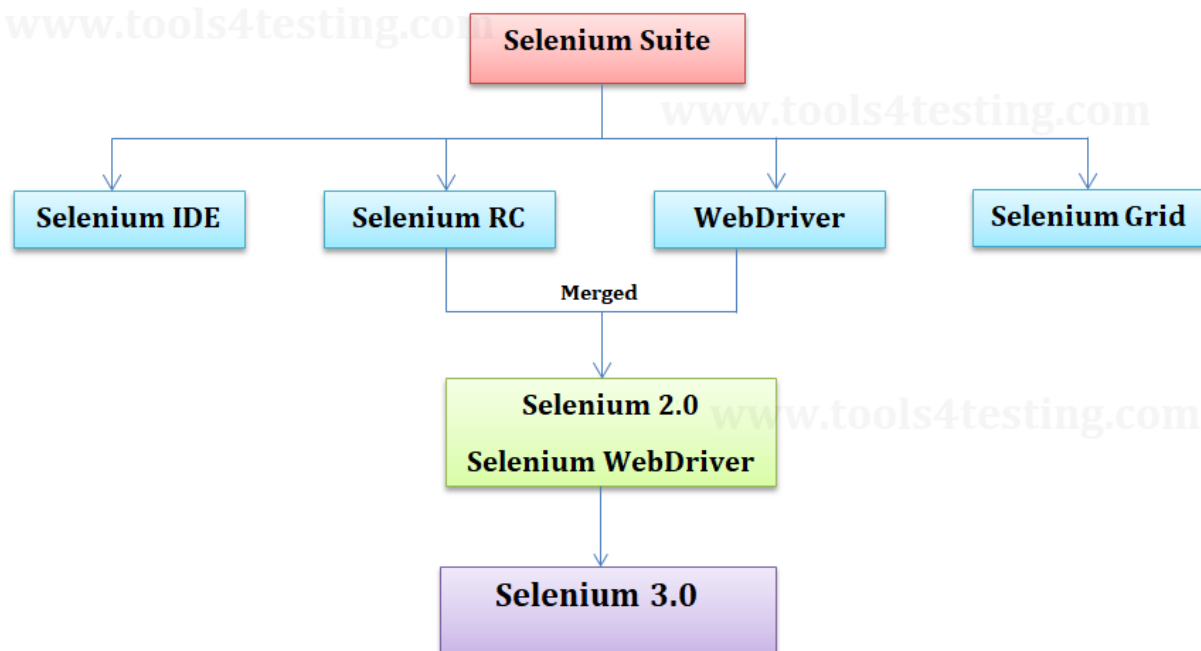 www.tools4testing.com
Selenium Suite
www.tools4testing.com
Selenium IDE
Selenium RC
WebDriver
Selenium Grid
Merged
Selenium 2.0
www.tools4testing.com
Selenium WebDriver
Selenium 3.0